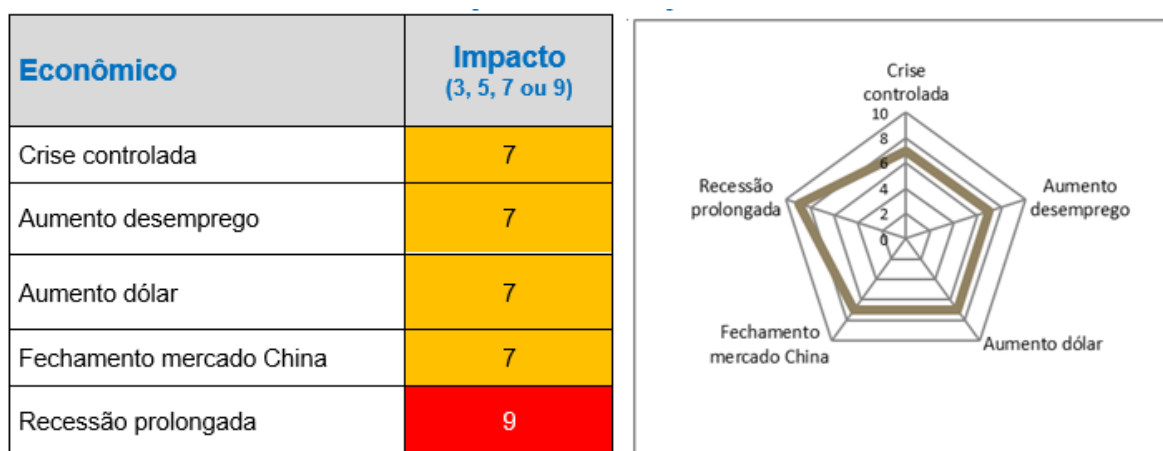 Econômico
Impacto
(3, 5, 7 ou 9)
Crise controlada
7
Aumento desemprego
7
Aumento dólar
7
Fechamento mercado China
7
Recessão prolongada
9
Crise
controlada
10
8
6
4
2
0
Aumento
desemprego
Aumento dólar
Fechamento
mercado China
Recessão
prolongada